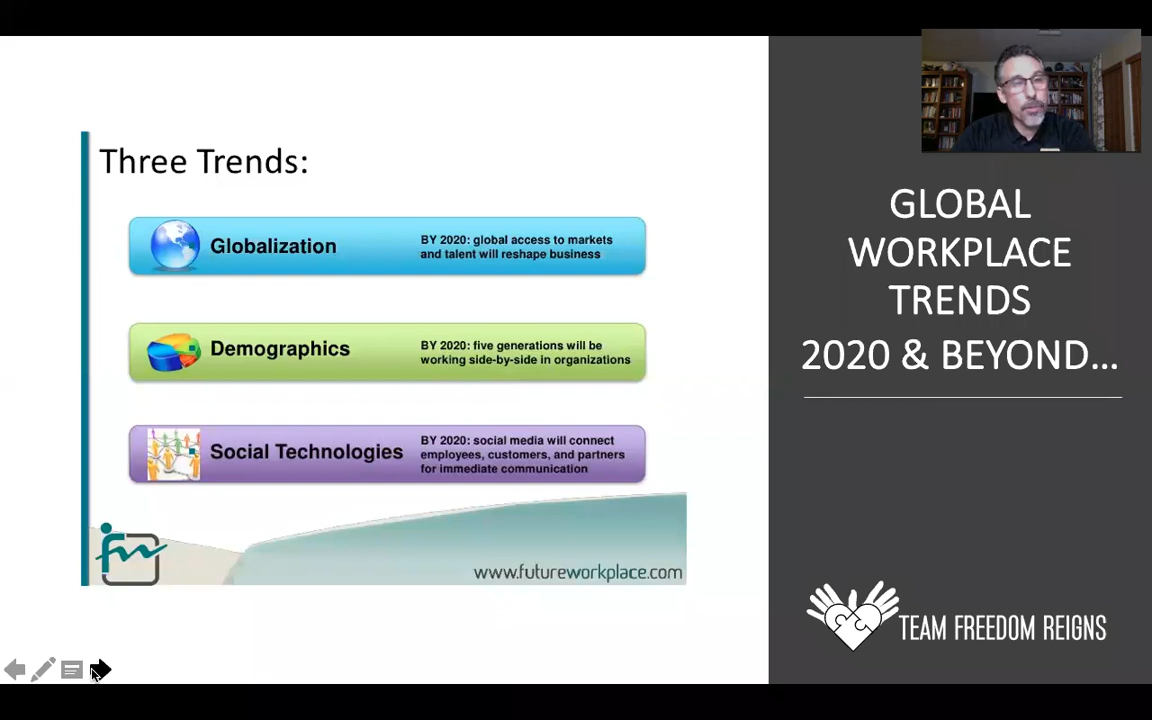 Three Trends:
Globalization
BY 2020: global access to markets
and talent will reshape business
Demographics
BY 2020: five generations will be
working side-by-side in organizations
Social Technologies
BY 2020: social media will connect
employees, customers, and partners
for immediate communication
fw
www.futureworkplace.com
GLOBAL
WORKPLACE
TRENDS
2020 & BEYOND...
TEAM FREEDOM REIGNS